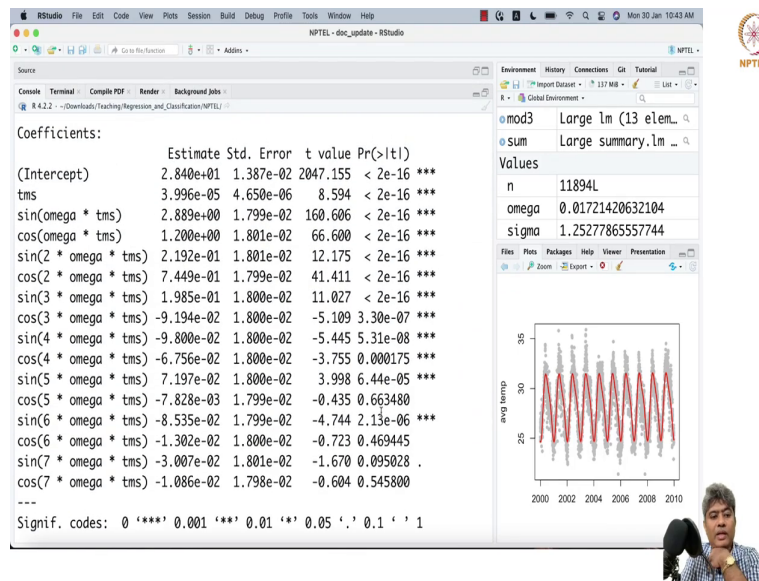 RStudio File Edit Code View Plots Session Build Debug Profile Tools Window Help Mon 30 Jan 10:43 AM
NPTEL - doc_update - RStudio
Go to file/function Addins NPTEL
Source
Console Terminal × Compile PDF × Render × Background Jobs ×
R 4.2.2 · ~/Downloads/Teaching/Regression_and_Classification/NPTEL/
Coefficients:
Estimate Std. Error t value Pr(>|t|)
(Intercept) 2.840e+01 1.387e-02 2047.155 < 2e-16 ***
tms 3.996e-05 4.650e-06 8.594 < 2e-16 ***
sin(omega * tms) 2.889e+00 1.799e-02 160.606 < 2e-16 ***
cos(omega * tms) 1.200e+00 1.801e-02 66.600 < 2e-16 ***
sin(2 * omega * tms) 2.192e-01 1.801e-02 12.175 < 2e-16 ***
cos(2 * omega * tms) 7.449e-01 1.799e-02 41.411 < 2e-16 ***
sin(3 * omega * tms) 1.985e-01 1.800e-02 11.027 < 2e-16 ***
cos(3 * omega * tms) -9.194e-02 1.800e-02 -5.109 3.30e-07 ***
sin(4 * omega * tms) -9.800e-02 1.800e-02 -5.445 5.31e-08 ***
cos(4 * omega * tms) -6.756e-02 1.800e-02 -3.755 0.000175 ***
sin(5 * omega * tms) 7.197e-02 1.800e-02 3.998 6.44e-05 ***
cos(5 * omega * tms) -7.828e-03 1.799e-02 -0.435 0.663480
sin(6 * omega * tms) -8.535e-02 1.799e-02 -4.744 2.13e-06 ***
cos(6 * omega * tms) -1.302e-02 1.800e-02 -0.723 0.469445
sin(7 * omega * tms) -3.007e-02 1.801e-02 -1.670 0.095028 .
cos(7 * omega * tms) -1.086e-02 1.798e-02 -0.604 0.545800
---
Signif. codes: 0 ‘***’ 0.001 ‘**’ 0.01 ‘*’ 0.05 ‘.’ 0.1 ‘ ’ 1
Environment History Connections Git Tutorial
Import Dataset 137 MiB List
R Global Environment
mod3 Large lm (13 elem…
sum Large summary.lm …
Values
n 11894L
omega 0.01721420632104
sigma 1.25277865557744
Files Plots Packages Help Viewer Presentation
Zoom Export
avg temp
35
30
25
2000 2002 2004 2006 2008 2010
NPT